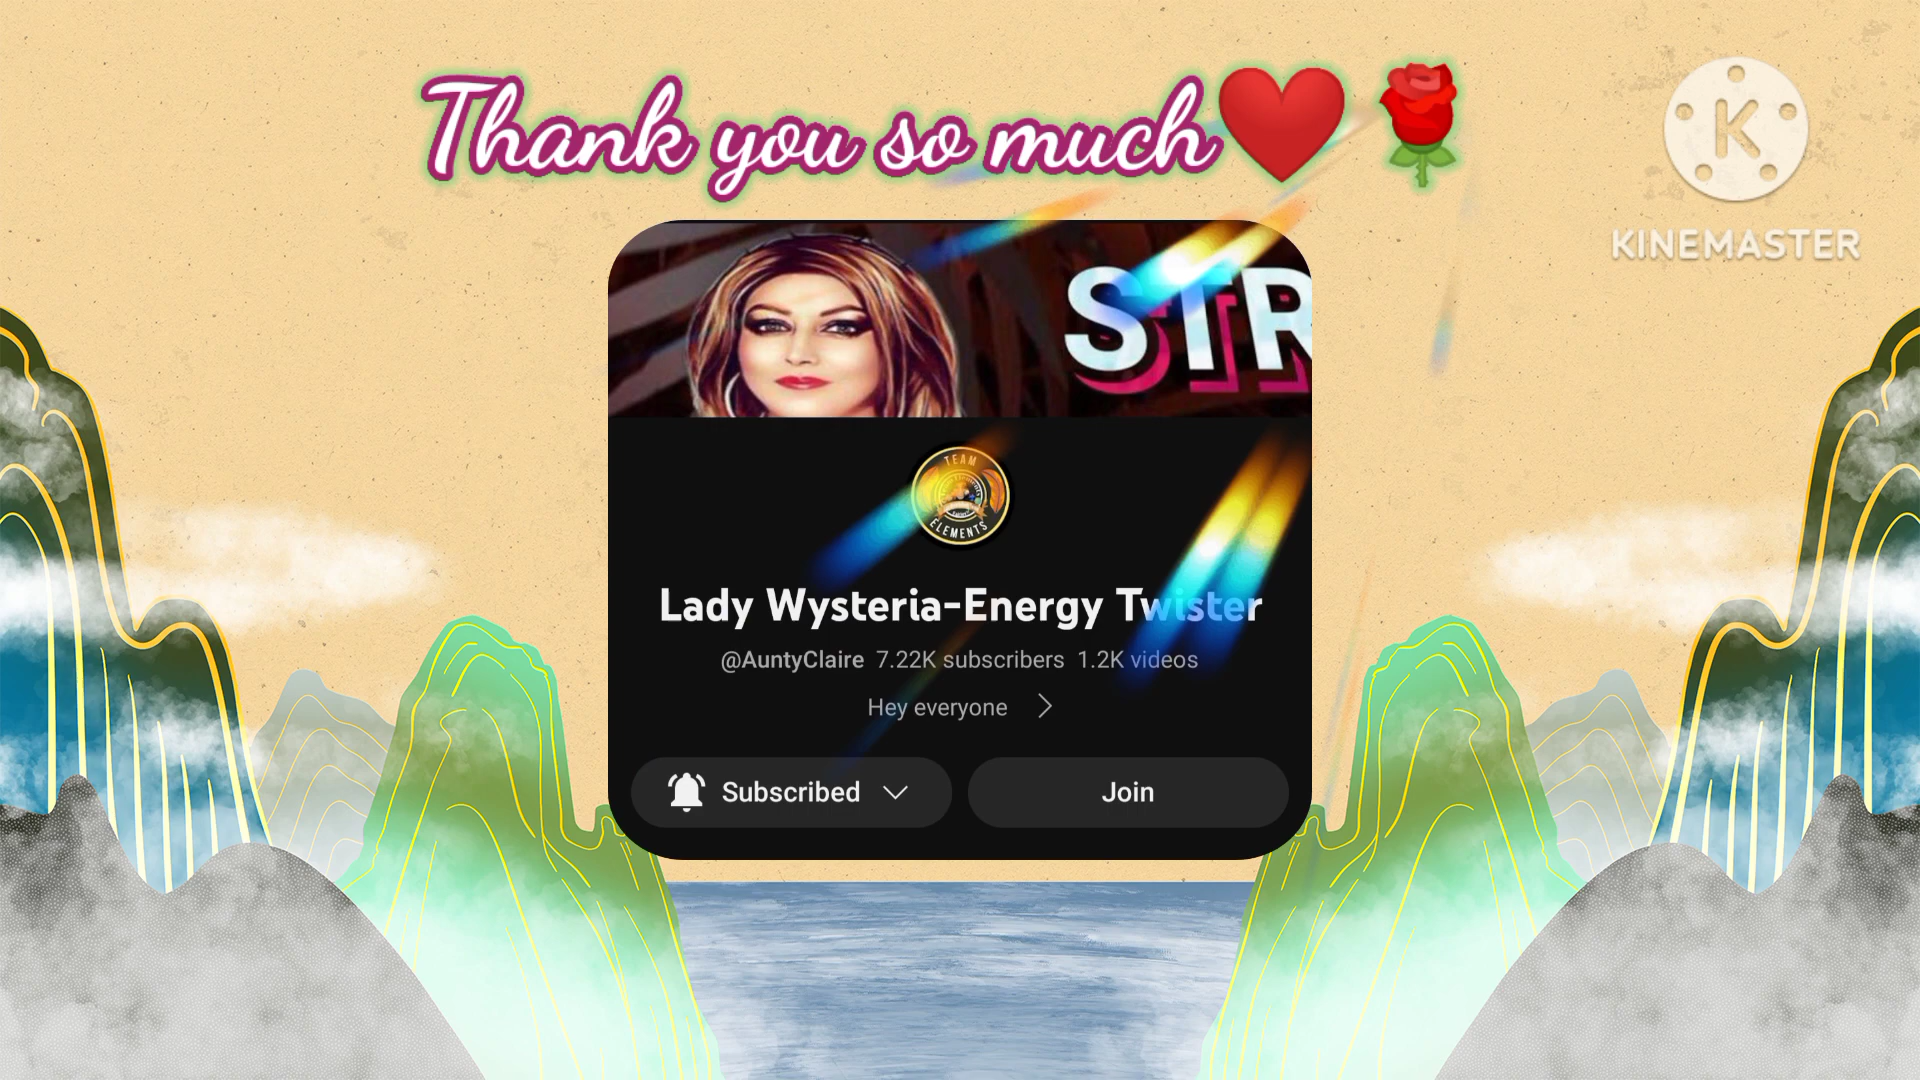 Thank you so much❤️ 🌹
K
KINEMASTER
STR
TEAM
ELEMENTS
Lady Wysteria-Energy Twister
@AuntyClaire 7.22K subscribers 1.2K videos
Hey everyone >
Subscribed
Join